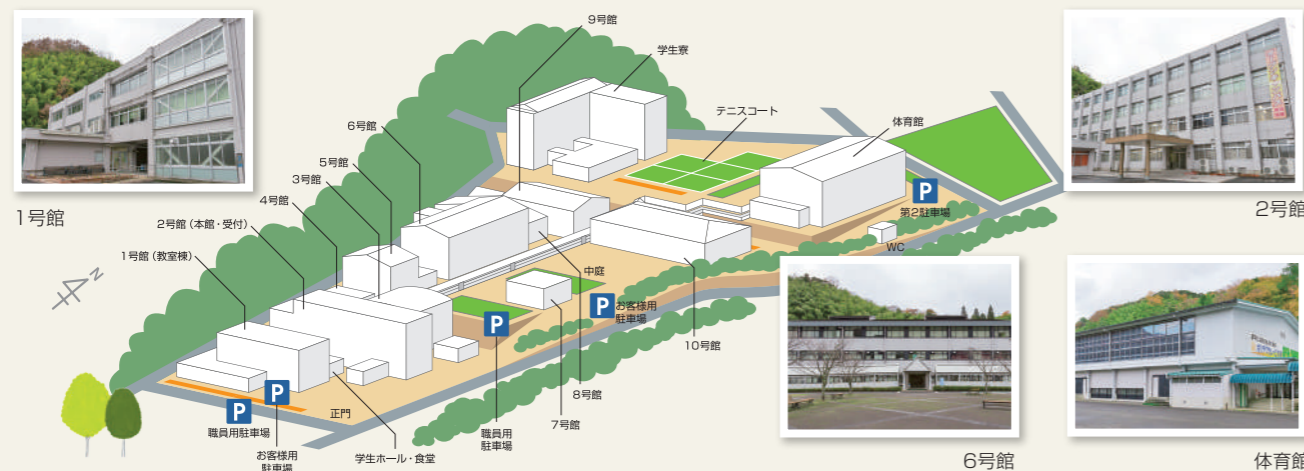 9号館
学生寮
テニスコート
体育館
6号館
5号館
3号館
4号館
2号館(本館・受付)
1号館(教室棟)
1号館
2号館
P
第2駐車場
WC
中庭
P
お客様用
駐車場
P
職員用
駐車場
10号館
8号館
7号館
N
P
職員用駐車場
P
お客様用
駐車場
正門
学生ホール・食堂
6号館
体育館